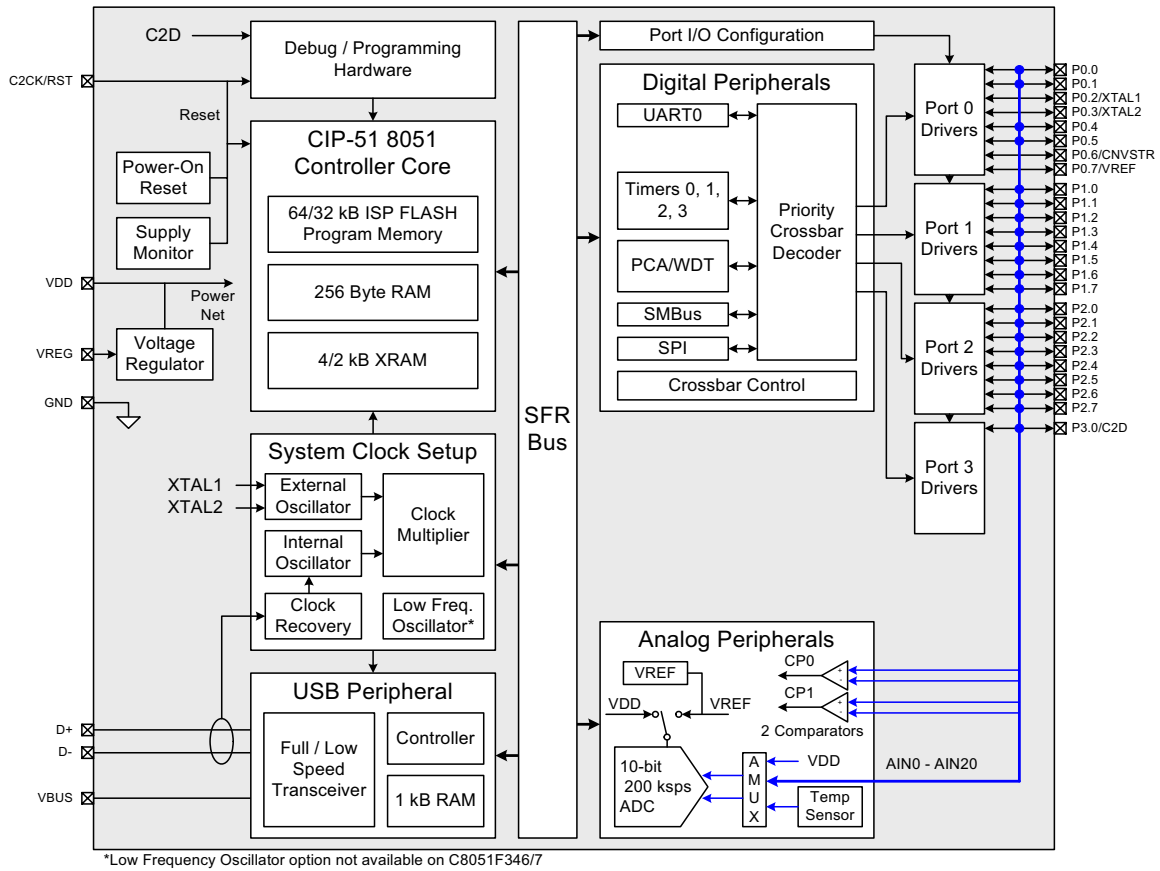 C2D
C2CK/RST
Debug / Programming
Hardware
Reset
Power-On
Reset
Supply
Monitor
VDD
Power
Net
VREG
Voltage
Regulator
GND
CIP-51 8051
Controller Core
64/32 kB ISP FLASH
Program Memory
256 Byte RAM
4/2 kB XRAM
System Clock Setup
XTAL1
XTAL2
External
Oscillator
Internal
Oscillator
Clock
Multiplier
Clock
Recovery
Low Freq.
Oscillator*
USB Peripheral
D+
D-
VBUS
Full / Low
Speed
Transceiver
Controller
1 kB RAM
SFR
Bus
Port I/O Configuration
Digital Peripherals
UART0
Timers 0, 1,
2, 3
PCA/WDT
SMBus
SPI
Priority
Crossbar
Decoder
Crossbar Control
Port 0
Drivers
Port 1
Drivers
Port 2
Drivers
Port 3
Drivers
P0.0
P0.1
P0.2/XTAL1
P0.3/XTAL2
P0.4
P0.5
P0.6/CNVSTR
P0.7/VREF
P1.0
P1.1
P1.2
P1.3
P1.4
P1.5
P1.6
P1.7
P2.0
P2.1
P2.2
P2.3
P2.4
P2.5
P2.6
P2.7
P3.0/C2D
Analog Peripherals
VREF
VDD
VREF
CP0
+
-
CP1
+
-
2 Comparators
10-bit
200 ksps
ADC
A
M
U
X
VDD
Temp
Sensor
AIN0 - AIN20
*Low Frequency Oscillator option not available on C8051F346/7